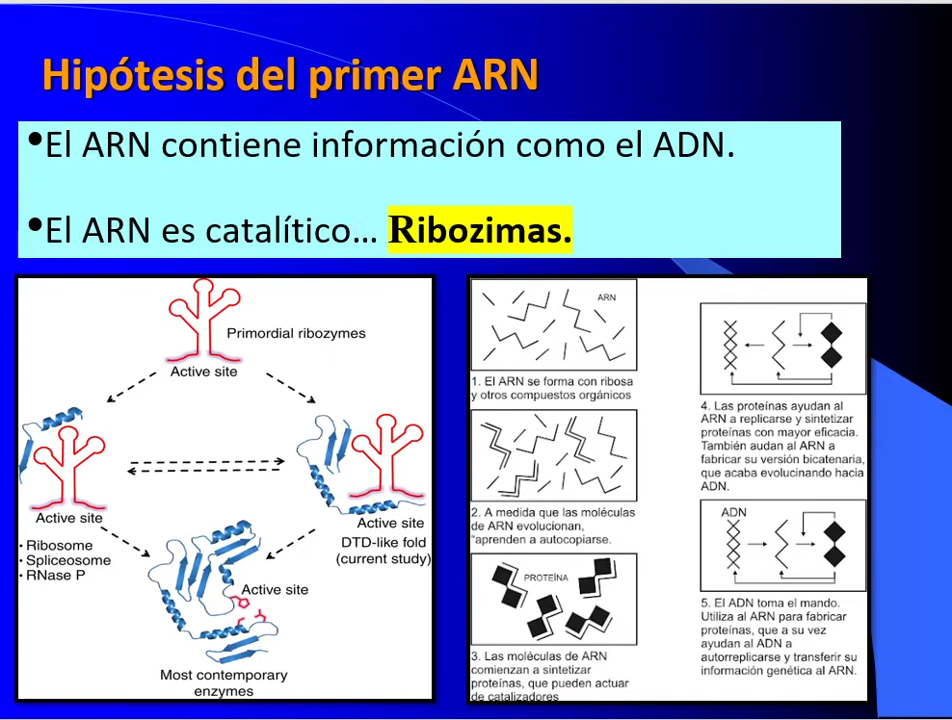 Hipótesis del primer ARN
•El ARN contiene información como el ADN.
•El ARN es catalítico... Ribozimas.
Primordial ribozymes
Active site
Active site
• Ribosome
• Spliceosome
• RNase P
Active site
DTD-like fold
(current study)
Active site
Most contemporary
enzymes
ARN
1. El ARN se forma con ribosa
y otros compuestos orgánicos
2. A medida que las moléculas
de ARN evolucionan,
"aprenden a autocopiarse.
PROTEÍNA
3. Las moléculas de ARN
comienzan a sintetizar
proteínas, que pueden actuar
de catalizadores
4. Las proteínas ayudan al
ARN a replicarse y sintetizar
proteínas con mayor eficacia.
También audan al ARN a
fabricar su versión bicatenaria,
que acaba evolucinando hacia
ADN.
ADN
5. El ADN toma el mando.
Utiliza al ARN para fabricar
proteínas, que a su vez
ayudan al ADN a
autorreplicarse y transferir su
información genética al ARN.